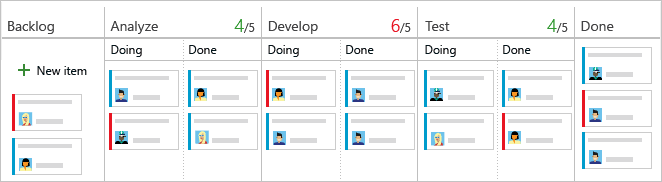 Backlog Analyze 4/5 Develop 6/5 Test 4/5 Done
Doing Done Doing Done Doing Done
+ New item